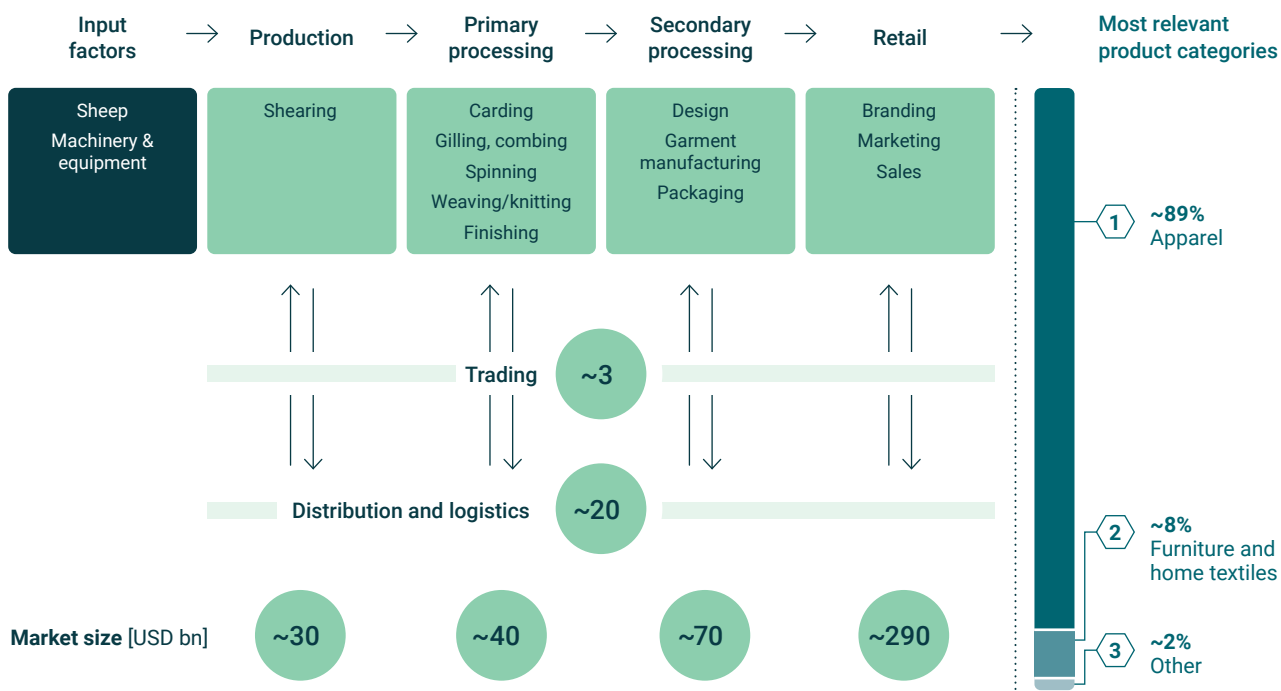 Input
factors
Production
Primary
processing
Secondary
processing
Retail
Most relevant
product categories
Sheep
Machinery &
equipment
Shearing
Carding
Gilling, combing
Spinning
Weaving/knitting
Finishing
Design
Garment
manufacturing
Packaging
Branding
Marketing
Sales
1
~89%
Apparel
Trading
~3
Distribution and logistics
~20
2
~8%
Furniture and
home textiles
Market size [USD bn]
~30
~40
~70
~290
3
~2%
Other